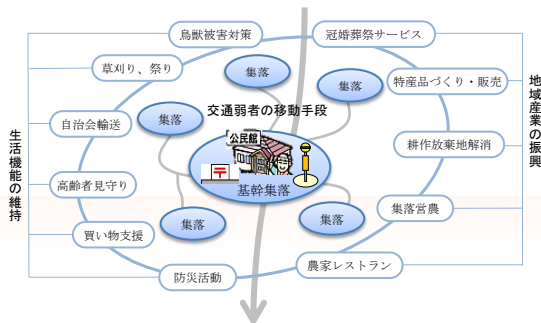 鳥獣被害対策
冠婚葬祭サービス
草刈り、祭り
集落
集落
特産品づくり・販売
交通弱者の移動手段
自治会輸送
集落
公民館
耕作放棄地解消
〒
高齢者見守り
基幹集落
集落営農
集落
集落
買い物支援
農家レストラン
防災活動
生活機能の維持
地域産業の振興